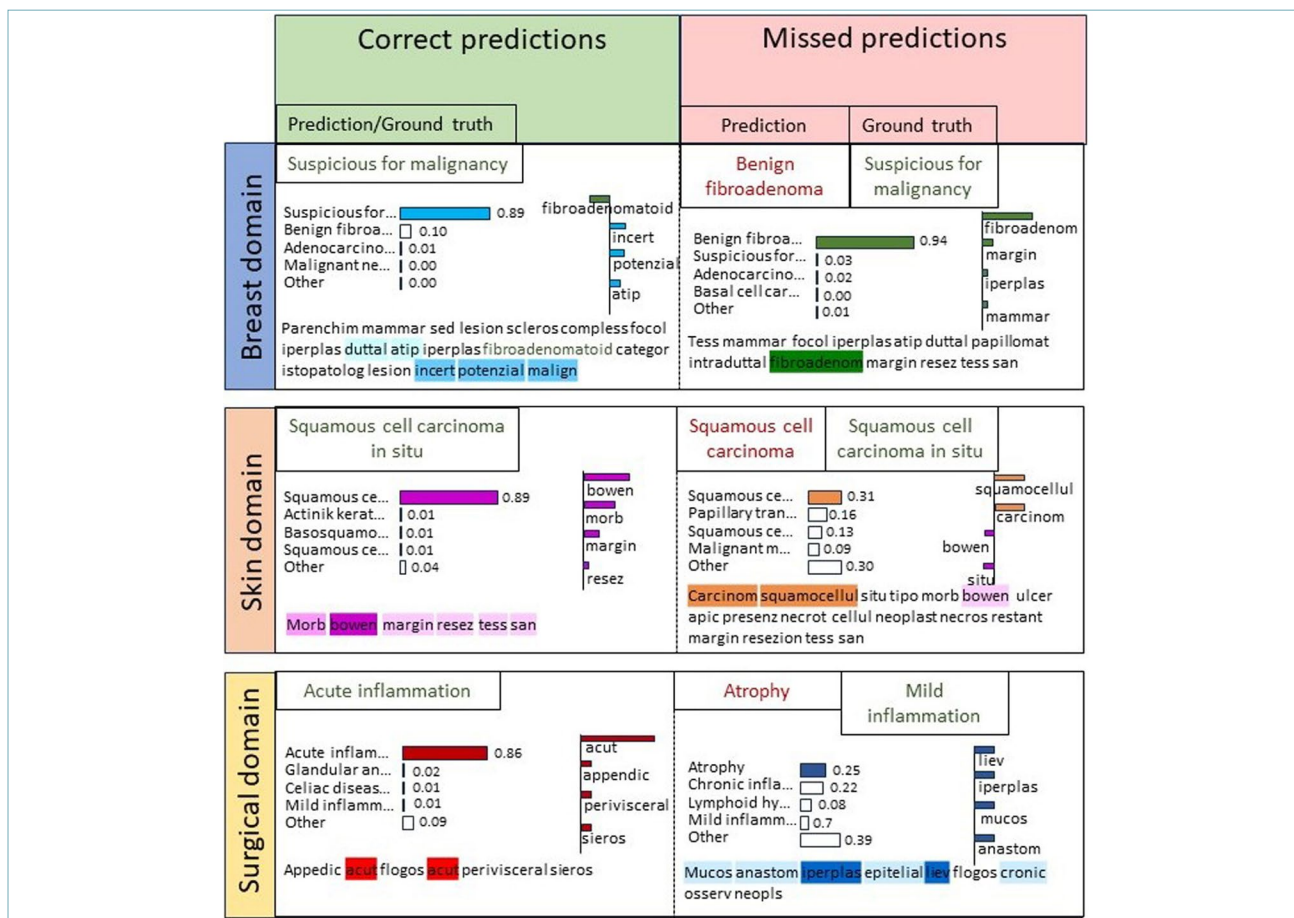 Correct predictions
Missed predictions
Prediction/Ground truth
Prediction
Ground truth
Breast domain
Suspicious for malignancy
Suspicious for... 0.89
Benign fibroa... 0.10
Adenocarcino... 0.01
Malignant ne... 0.00
Other 0.00
fibroadenomatoid
incert
potenzial
atip
Parenchim mammar sed lesion scleros compless focol
iperplas duttal atip iperplas fibroadenomatoid categor
istopatolog lesion incert potenzial malign
Benign
fibroadenoma
Suspicious for
malignancy
Benign fibroa... 0.94
Suspicious for... 0.03
Adenocarcino... 0.02
Basal cell car... 0.00
Other 0.01
fibroadenom
margin
iperplas
mammar
Tess mammar focol iperplas atip duttal papillomat
intraduttal fibroadenom margin resez tess san
Skin domain
Squamous cell carcinoma
in situ
Squamous ce... 0.89
Actinik kerat... 0.01
Basosquamo... 0.01
Squamous ce... 0.01
Other 0.04
bowen
morb
margin
resez
Morb bowen margin resez tess san
Squamous cell
carcinoma
Squamous cell
carcinoma in situ
Squamous ce... 0.31
Papillary tran... 0.16
Squamous ce... 0.13
Malignant m... 0.09
Other 0.30
squamocellul
carcinom
bowen
situ
Carcinom squamocellul situ tipo morb bowen ulcer
apic presenz necrot cellul neoplast necros restant
margin resezion tess san
Surgical domain
Acute inflammation
Acute inflam... 0.86
Glandular an... 0.02
Celiac diseas... 0.01
Mild inflamm... 0.01
Other 0.09
acut
appendic
perivisceral
sieros
Appedic acut flogos acut perivisceral sieros
Atrophy
Mild
inflammation
Atrophy 0.25
Chronic infla... 0.22
Lymphoid hy... 0.08
Mild inflamm... 0.7
Other 0.39
liev
iperplas
mucos
anastom
Mucos anastom iperplas epitelial liev flogos cronic
osserv neopls